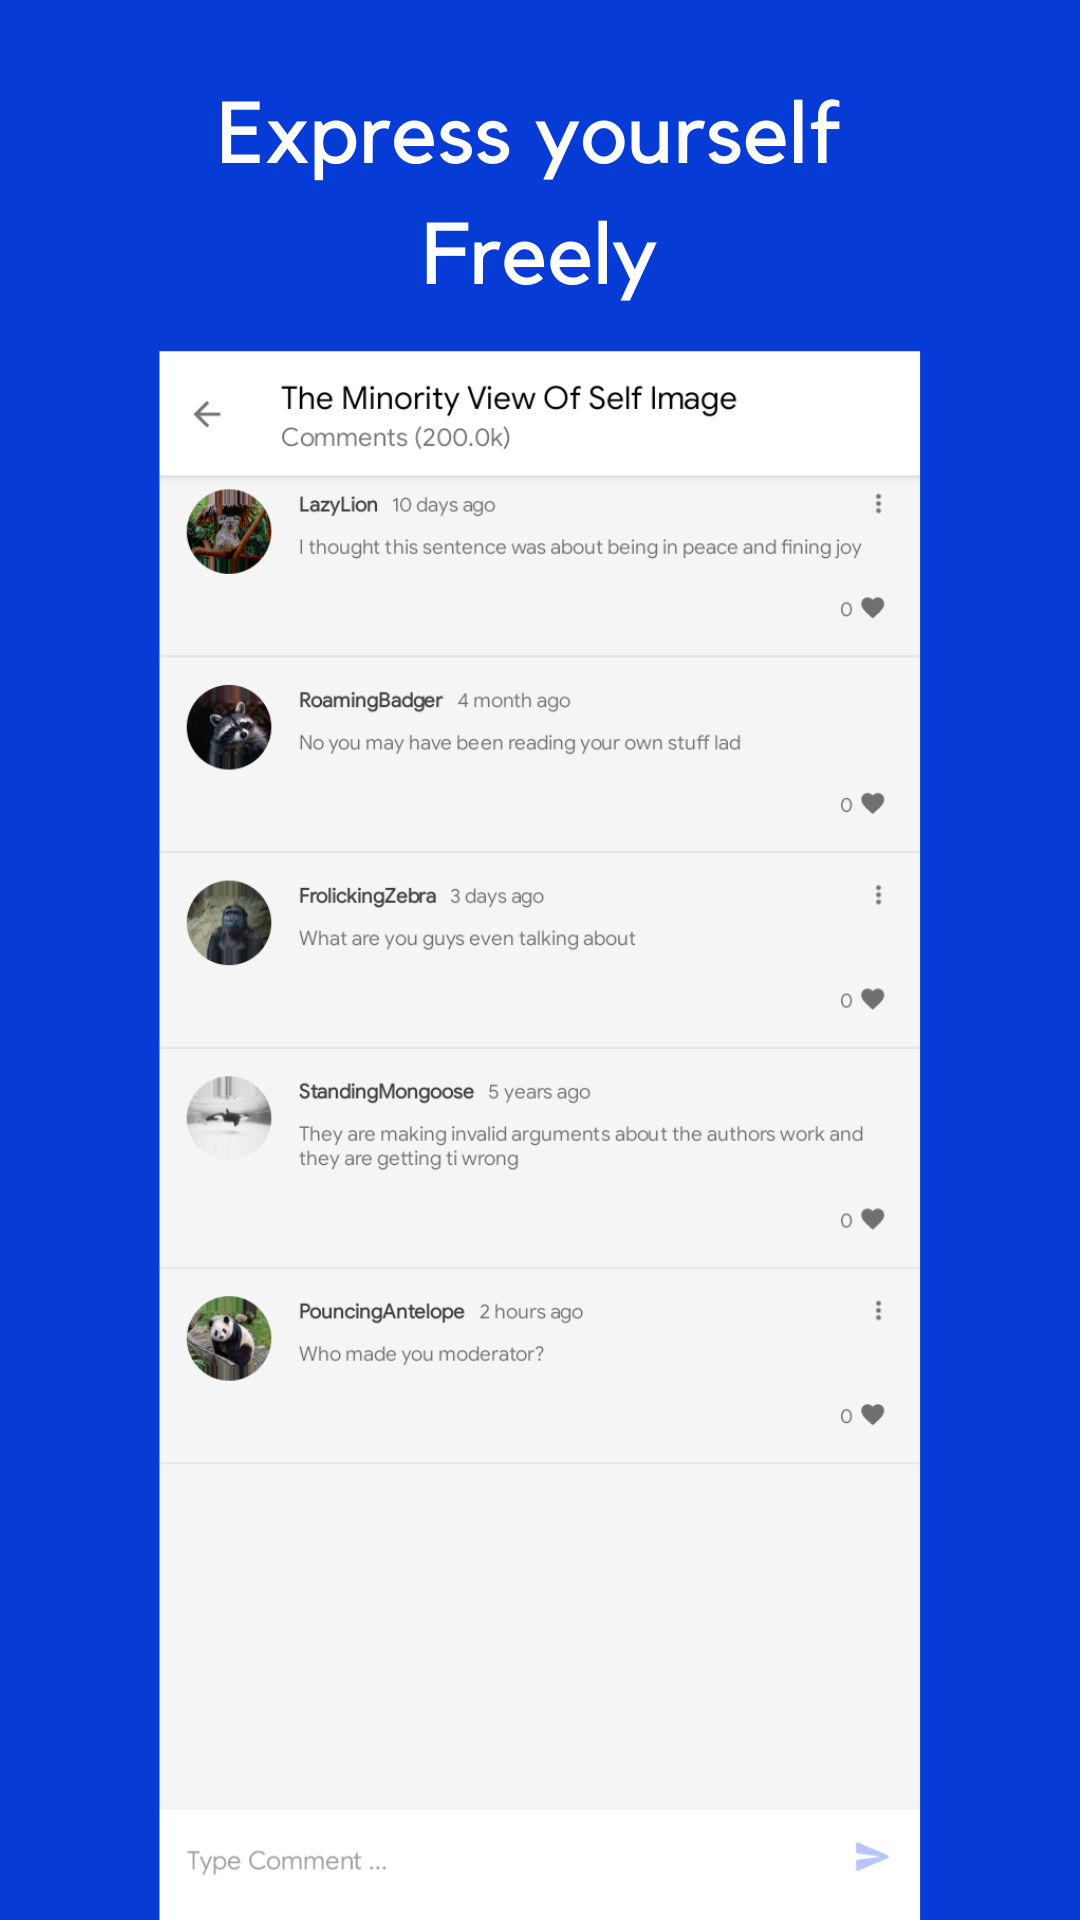 Express yourself
Freely
The Minority View Of Self Image
Comments (200.0k)
LazyLion 10 days ago
I thought this sentence was about being in peace and fining joy
0
RoamingBadger 4 month ago
No you may have been reading your own stuff lad
0
FrolickingZebra 3 days ago
What are you guys even talking about
0
StandingMongoose 5 years ago
They are making invalid arguments about the authors work and
they are getting ti wrong
0
PouncingAntelope 2 hours ago
Who made you moderator?
0
Type Comment ...